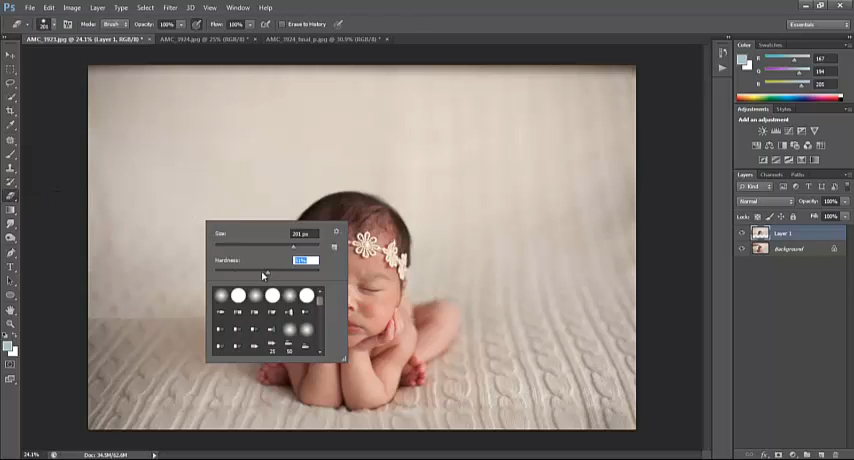 Ps File Edit Image Layer Type Select Filter 3D View Window Help
201 Mode: Brush Opacity: 100% Flow: 100% Erase to History Essentials
AMC_3923.jpg @ 24.1% (Layer 1, RGB/8) * × AMC_3924.jpg @ 25% (RGB/8) * × AMC_3924_final_p.jpg @ 30.9% (RGB/8) * ×
Color Swatches
R 167
G 194
B 205
Adjustments Styles
Add an adjustment
Layers Channels Paths
Kind
Normal Opacity: 100%
Lock: Fill: 100%
Layer 1
Background
Size: 201 px
Hardness:
25 50
24.1% Doc: 34.5M/62.6M